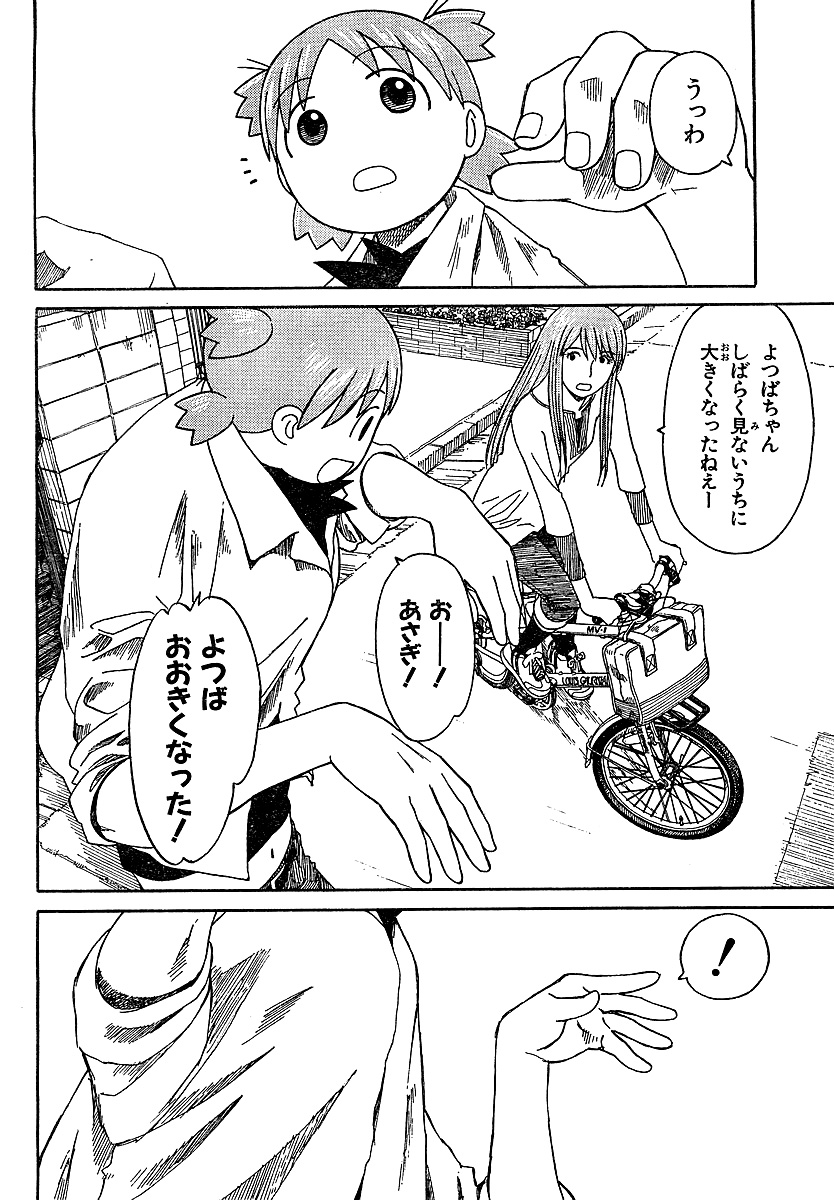 うっわ
よつばちゃん
しばらく見ないうちに
大きくなったねえー
おー！
あさぎ！
よつば
おおきくなった！
MV-1
！